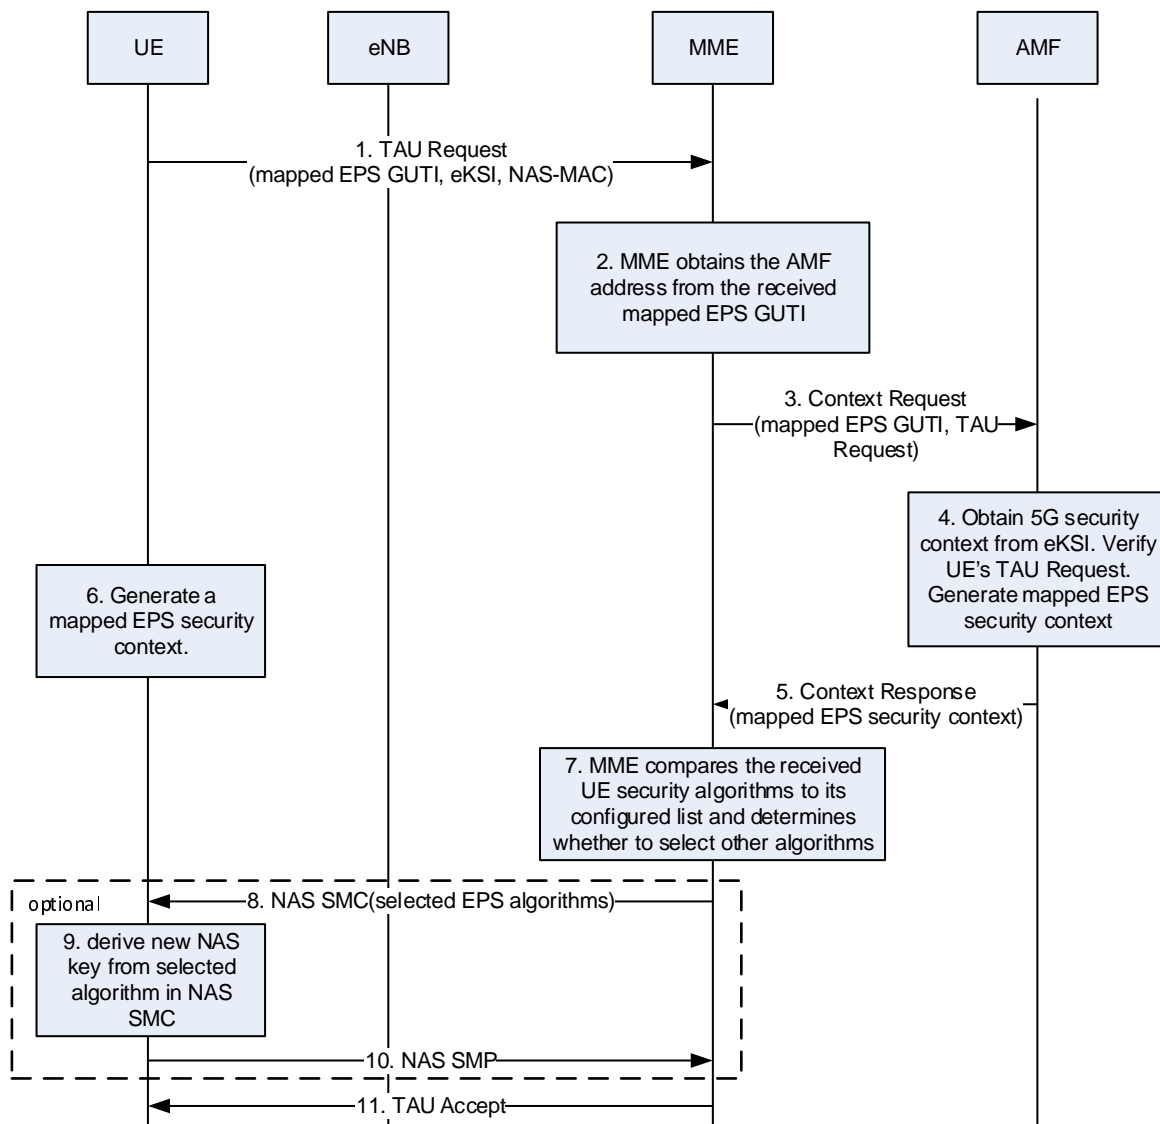 UE
eNB
MME
AMF
1. TAU Request
(mapped EPS GUTI, eKSI, NAS-MAC)
2. MME obtains the AMF
address from the received
mapped EPS GUTI
3. Context Request
(mapped EPS GUTI, TAU
Request)
4. Obtain 5G security
context from eKSI. Verify
UE's TAU Request.
Generate mapped EPS
security context
6. Generate a
mapped EPS security
context.
5. Context Response
(mapped EPS security context)
7. MME compares the received
UE security algorithms to its
configured list and determines
whether to select other algorithms
optional
8. NAS SMC(selected EPS algorithms)
9. derive new NAS
key from selected
algorithm in NAS
SMC
10. NAS SMP
11. TAU Accept